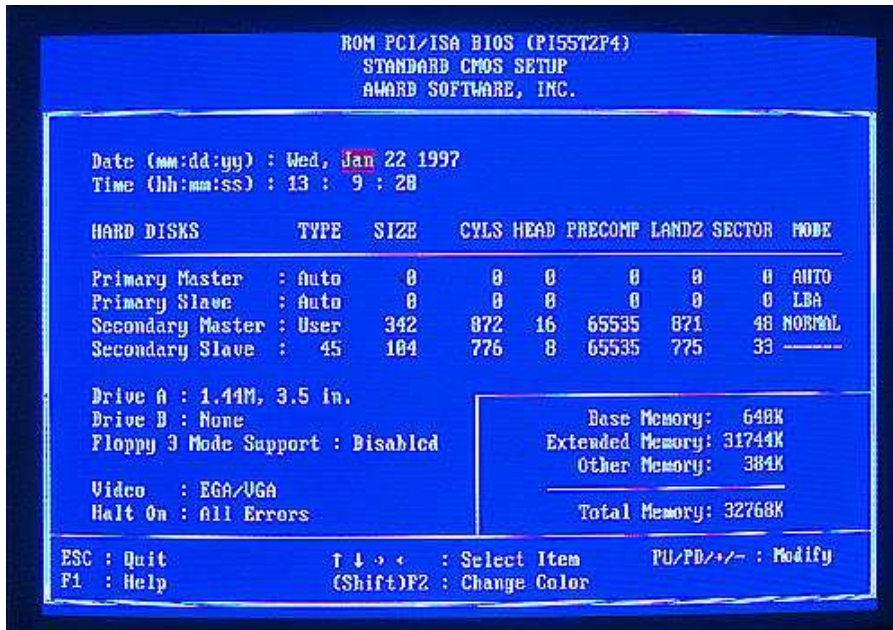 ROM PCI/ISA BIOS (PI55T2P4)
STANDARD CMOS SETUP
AWARD SOFTWARE, INC.
Date (mm:dd:yy) : Wed, Jan 22 1997
Time (hh:mm:ss) : 13 : 9 : 28
HARD DISKS TYPE SIZE CYLS HEAD PRECOMP LANDZ SECTOR MODE
Primary Master : Auto 0 0 0 0 0 0 AUTO
Primary Slave : Auto 0 0 0 0 0 0 LBA
Secondary Master : User 342 872 16 65535 871 48 NORMAL
Secondary Slave : 45 104 776 8 65535 775 33 ------
Drive A : 1.44M, 3.5 in.
Drive B : None
Floppy 3 Mode Support : Disabled
Video : EGA/VGA
Halt On : All Errors
Base Memory: 640K
Extended Memory: 31744K
Other Memory: 384K
Total Memory: 32768K
ESC : Quit ↑ ↓ → ← : Select Item PU/PD/+/- : Modify
F1 : Help (Shift)F2 : Change Color